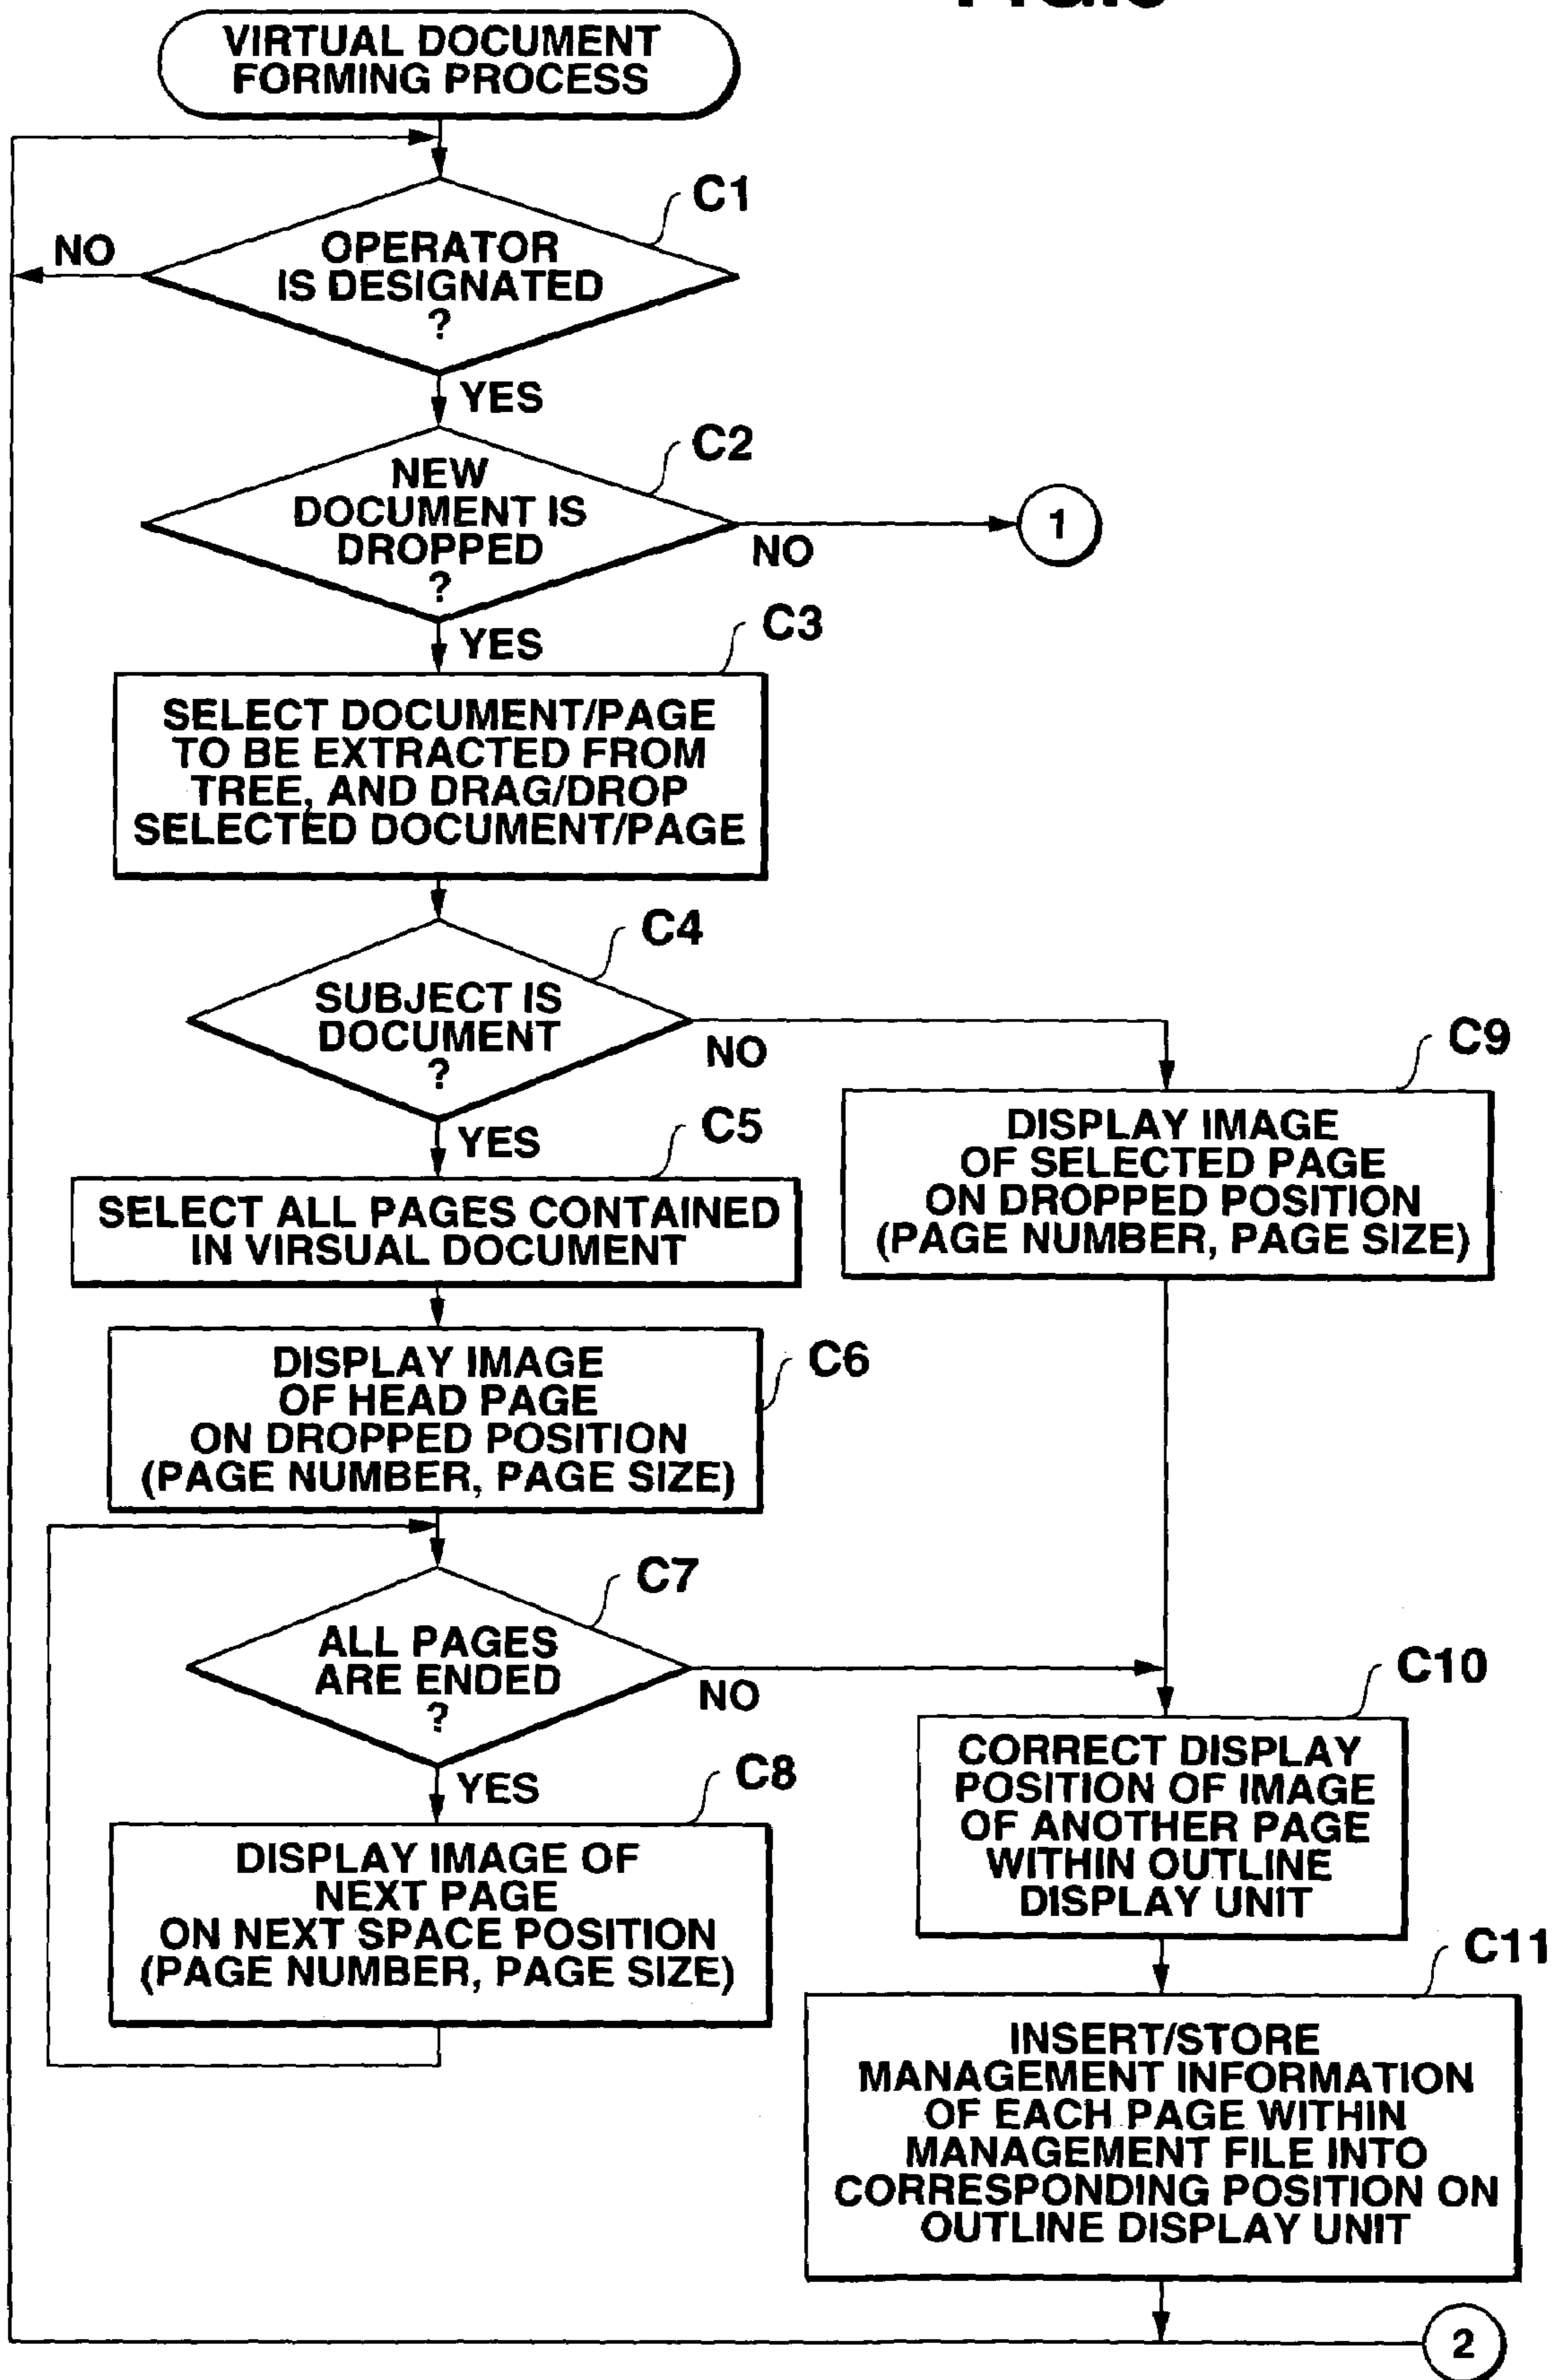 VIRTUAL DOCUMENT
FORMING PROCESS
C1
NO
OPERATOR
IS DESIGNATED
?
YES
C2
NEW
DOCUMENT IS
DROPPED
?
NO
1
YES
C3
SELECT DOCUMENT/PAGE
TO BE EXTRACTED FROM
TREE, AND DRAG/DROP
SELECTED DOCUMENT/PAGE
C4
SUBJECT IS
DOCUMENT
?
NO
YES
C5
SELECT ALL PAGES CONTAINED
IN VIRSUAL DOCUMENT
C9
DISPLAY IMAGE
OF SELECTED PAGE
ON DROPPED POSITION
(PAGE NUMBER, PAGE SIZE)
C6
DISPLAY IMAGE
OF HEAD PAGE
ON DROPPED POSITION
(PAGE NUMBER, PAGE SIZE)
C7
ALL PAGES
ARE ENDED
?
NO
YES
C8
DISPLAY IMAGE OF
NEXT PAGE
ON NEXT SPACE POSITION
(PAGE NUMBER, PAGE SIZE)
C10
CORRECT DISPLAY
POSITION OF IMAGE
OF ANOTHER PAGE
WITHIN OUTLINE
DISPLAY UNIT
C11
INSERT/STORE
MANAGEMENT INFORMATION
OF EACH PAGE WITHIN
MANAGEMENT FILE INTO
CORRESPONDING POSITION ON
OUTLINE DISPLAY UNIT
2